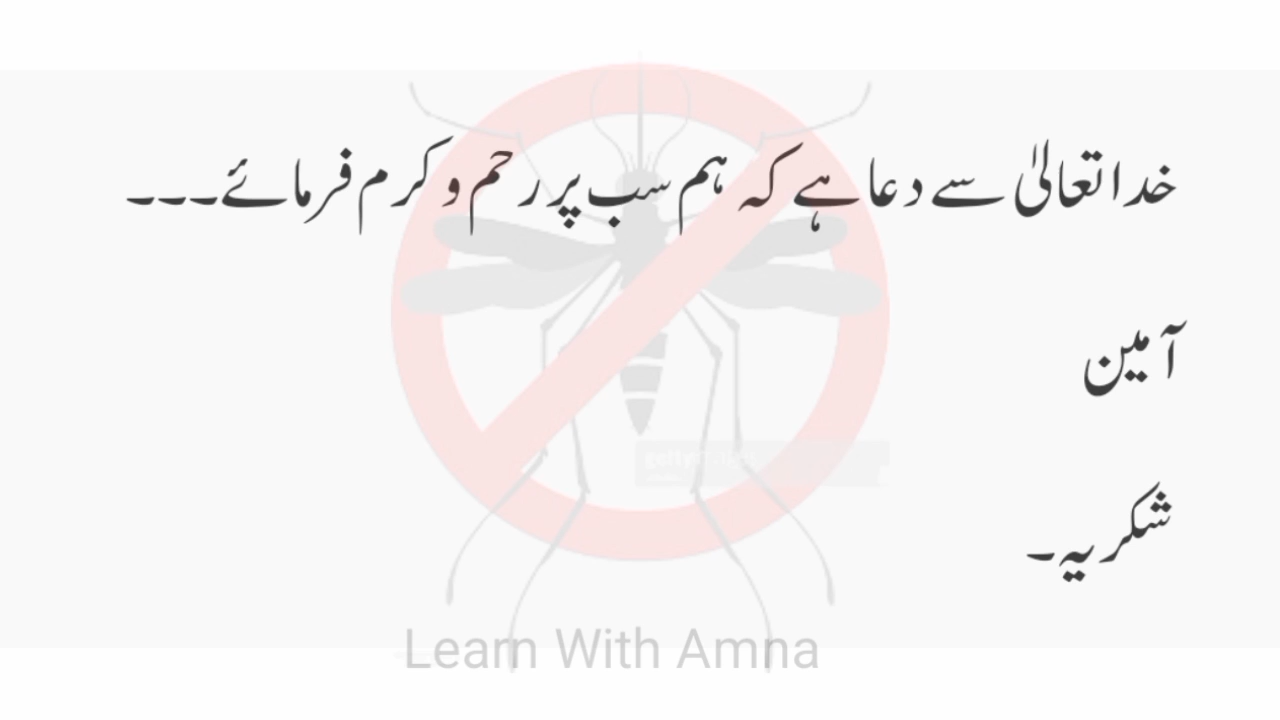 خدا تعالیٰ سے دعا ہے کہ ہم سب پر رحم و کرم فرمائے۔۔۔
آمین
شکریہ۔
Learn With Amna